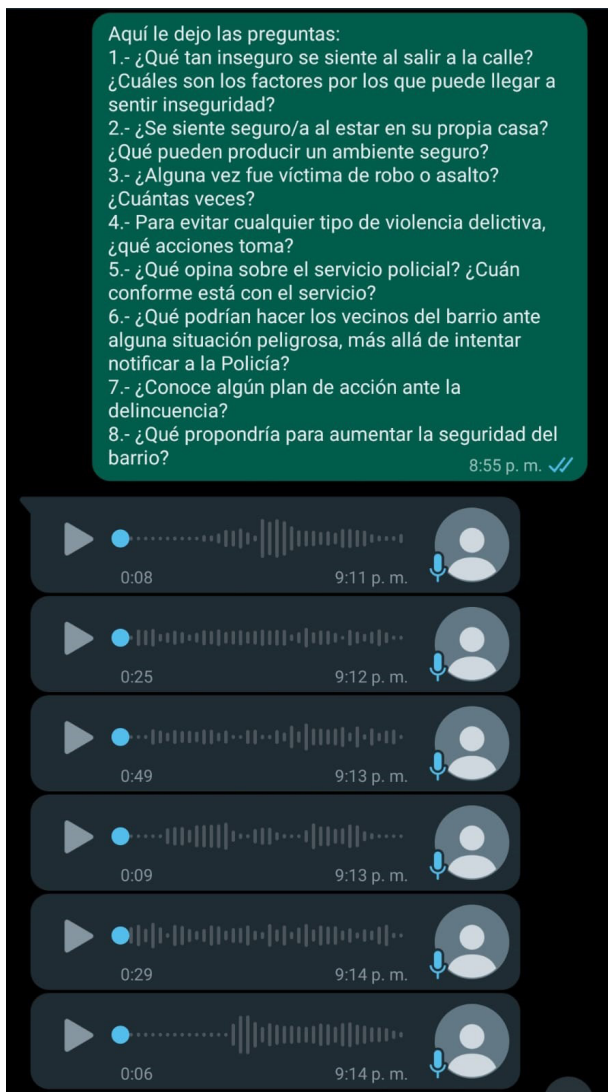 Aquí le dejo las preguntas:
1.- ¿Qué tan inseguro se siente al salir a la calle?
¿Cuáles son los factores por los que puede llegar a
sentir inseguridad?
2.- ¿Se siente seguro/a al estar en su propia casa?
¿Qué pueden producir un ambiente seguro?
3.- ¿Alguna vez fue víctima de robo o asalto?
¿Cuántas veces?
4.- Para evitar cualquier tipo de violencia delictiva,
¿qué acciones toma?
5.- ¿Qué opina sobre el servicio policial? ¿Cuán
conforme está con el servicio?
6.- ¿Qué podrían hacer los vecinos del barrio ante
alguna situación peligrosa, más allá de intentar
notificar a la Policía?
7.- ¿Conoce algún plan de acción ante la
delincuencia?
8.- ¿Qué propondría para aumentar la seguridad del
barrio?
8:55 p. m.
0:08 9:11 p. m.
0:25 9:12 p. m.
0:49 9:13 p. m.
0:09 9:13 p. m.
0:29 9:14 p. m.
0:06 9:14 p. m.